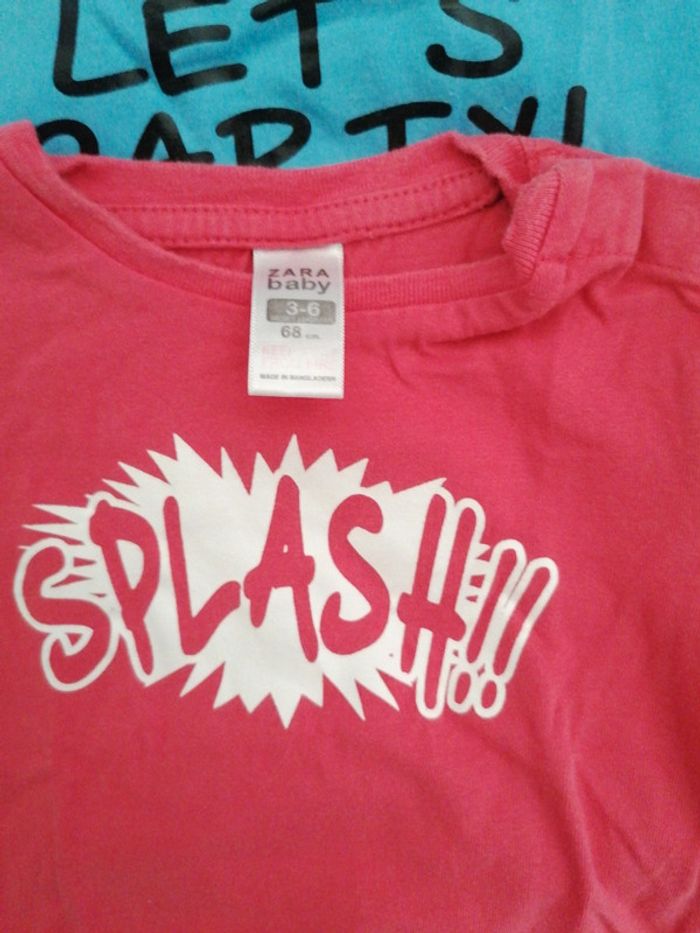 LET'S
PARTY!
ZARA
baby
3-6
68 cm.
MADE IN BANGLADESH
SPLASH!!